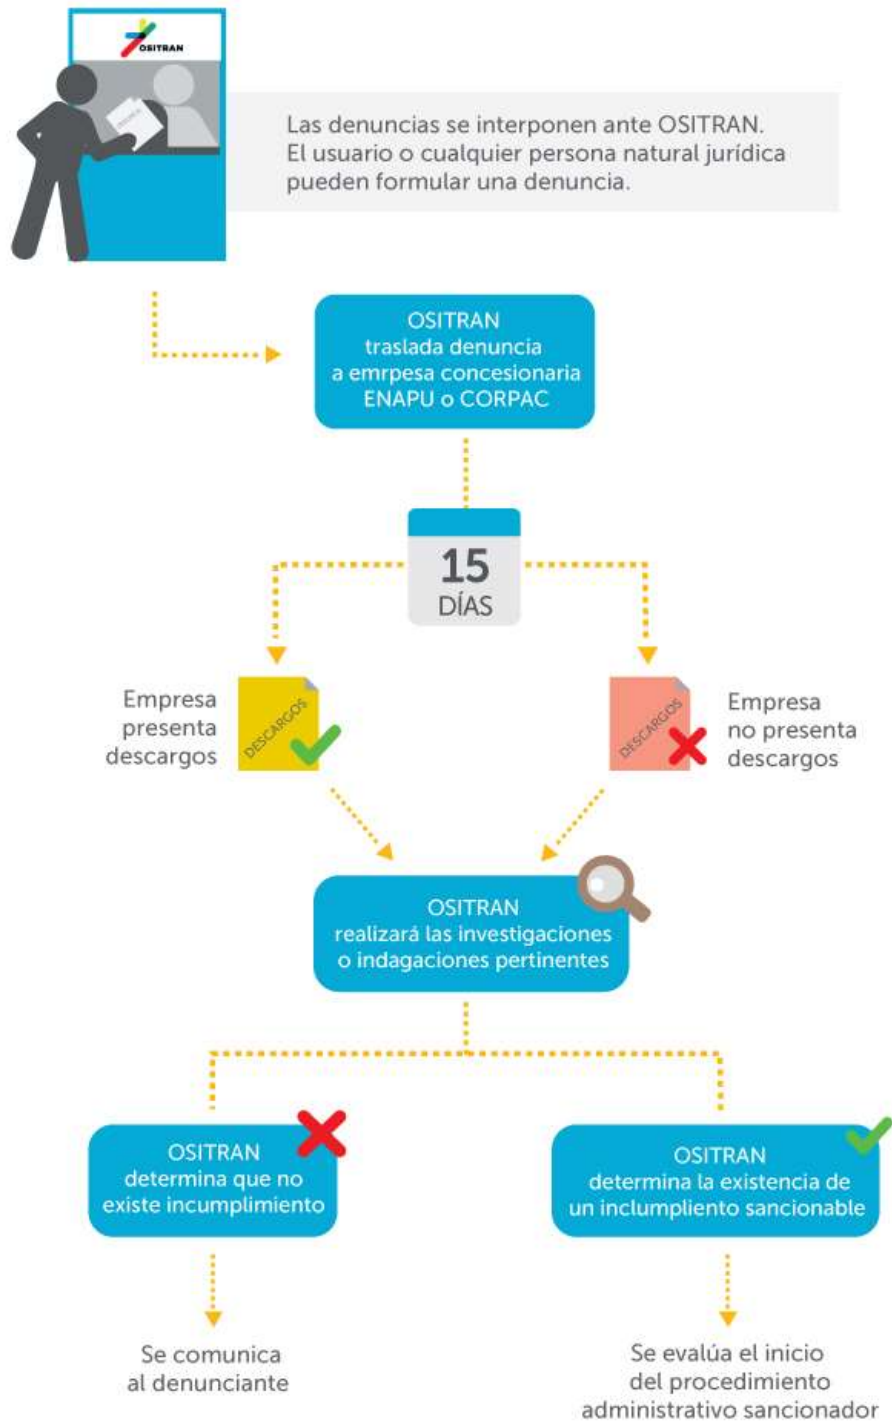 OSITRAN
Las denuncias se interponen ante OSITRAN.
El usuario o cualquier persona natural jurídica
pueden formular una denuncia.
OSITRAN
traslada denuncia
a emrpesa concesionaria
ENAPU o CORPAC
15
DÍAS
Empresa
presenta
descargos
DESCARGOS
DESCARGOS
Empresa
no presenta
descargos
OSITRAN
realizará las investigaciones
o indagaciones pertinentes
OSITRAN
determina que no
existe incumplimiento
OSITRAN
determina la existencia de
un inclumpliento sancionable
Se comunica
al denunciante
Se evalúa el inicio
del procedimiento
administrativo sancionador